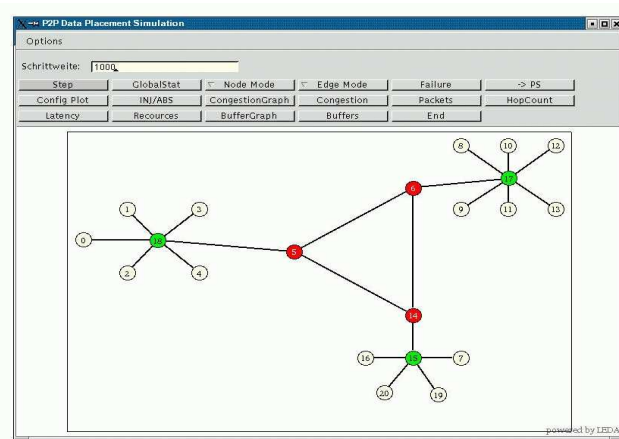 P2P Data Placement Simulation
Options
Schrittweite: 1000
Step GlobalStat Node Mode Edge Mode Failure -> PS
Config Plot INJ/ABS CongestionGraph Congestion Packets HopCount
Latency Recources BufferGraph Buffers End
8 10 12
6 17
1 3 9 11 13
0 18
5
2 4
14
16 15 7
20 19
powered by LEDA